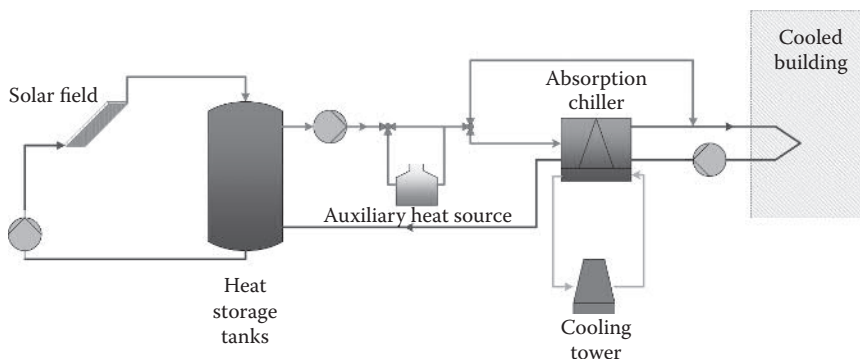 Cooled
building
Absorption
chiller
Solar field
Auxiliary heat source
Heat
storage
tanks
Cooling
tower